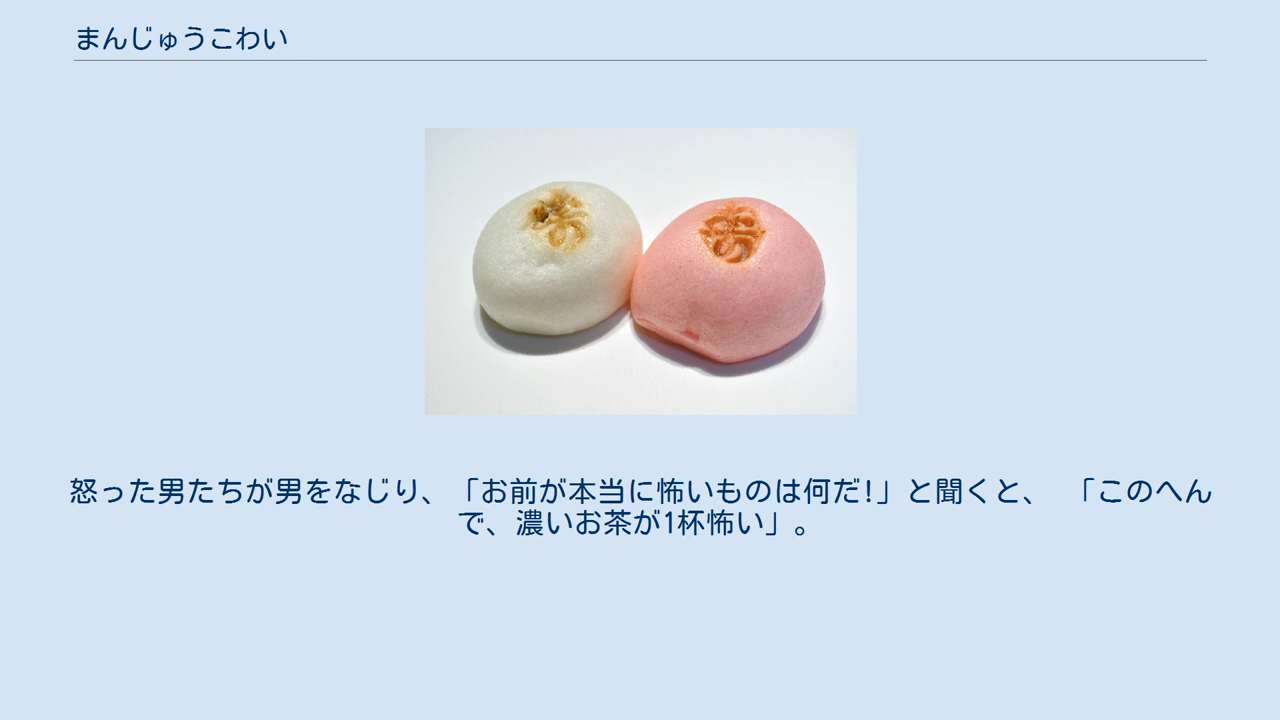 まんじゅうこわい
怒った男たちが男をなじり、「お前が本当に怖いものは何だ!」と聞くと、　「このへん
で、濃いお茶が1杯怖い」。